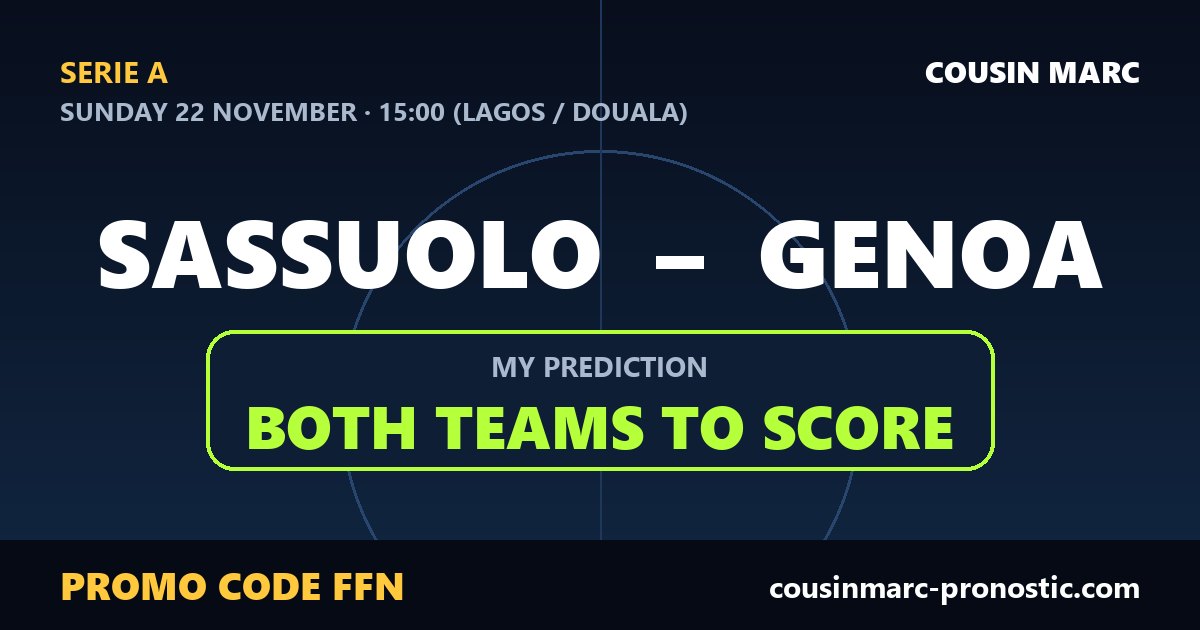 SERIE A
COUSIN MARC
SUNDAY 22 NOVEMBER · 15:00 (LAGOS / DOUALA)
SASSUOLO – GENOA
MY PREDICTION
BOTH TEAMS TO SCORE
PROMO CODE FFN
cousinmarc-pronostic.com